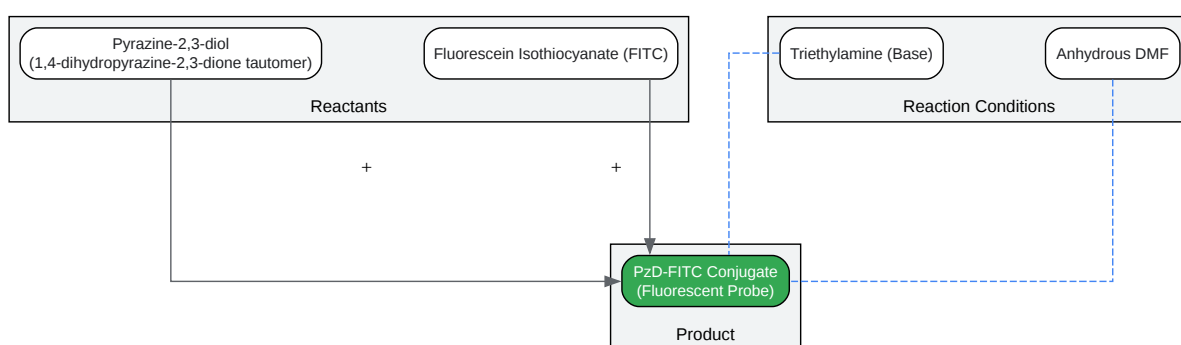 Pyrazine-2,3-diol
(1,4-dihydropyrazine-2,3-dione tautomer)
Fluorescein Isothiocyanate (FITC)
Reactants
Triethylamine (Base)
Anhydrous DMF
Reaction Conditions
+
+
PzD-FITC Conjugate
(Fluorescent Probe)
Product